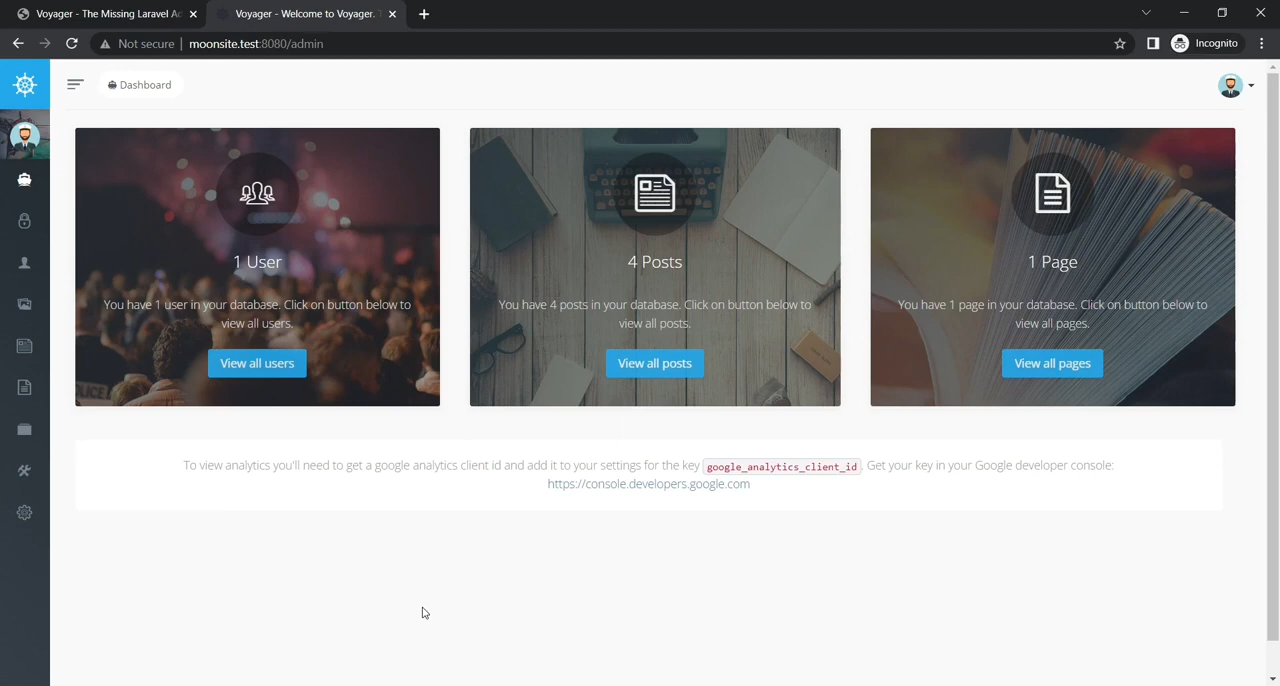 Voyager - The Missing Laravel Ac
Voyager - Welcome to Voyager. T
Not secure
moonsite.test:8080/admin
Incognito
Dashboard
1 User
You have 1 user in your database. Click on button below to
view all users.
View all users
4 Posts
You have 4 posts in your database. Click on button below to
view all posts.
View all posts
1 Page
You have 1 page in your database. Click on button below to
view all pages.
View all pages
To view analytics you'll need to get a google analytics client id and add it to your settings for the key google_analytics_client_id. Get your key in your Google developer console:
https://console.developers.google.com